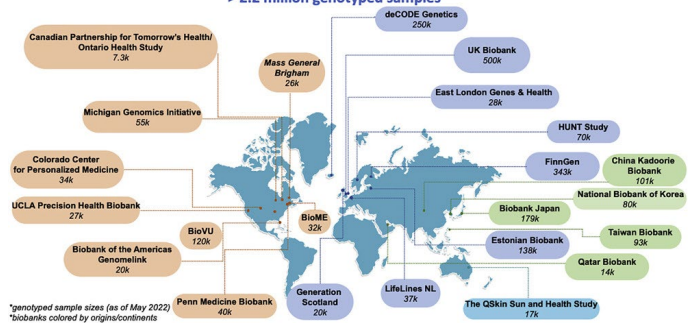 > 2.2 million genotyped samples*
deCODE Genetics
250k
Canadian Partnership for Tomorrow's Health/
Ontario Health Study
7.3k
UK Biobank
500k
Mass General
Brigham
26k
East London Genes & Health
28k
Michigan Genomics Initiative
55k
HUNT Study
70k
FinnGen
343k
China Kadoorie
Biobank
101k
Colorado Center
for Personalized Medicine
34k
National Biobank of Korea
80k
UCLA Precision Health Biobank
27k
BioME
32k
Biobank Japan
179k
BioVU
120k
Taiwan Biobank
93k
Estonian Biobank
138k
Biobank of the Americas
Genomelink
20k
Qatar Biobank
14k
Penn Medicine Biobank
40k
Generation
Scotland
20k
LifeLines NL
37k
The QSkin Sun and Health Study
17k
*genotyped sample sizes (as of May 2022)
*biobanks colored by origins/continents